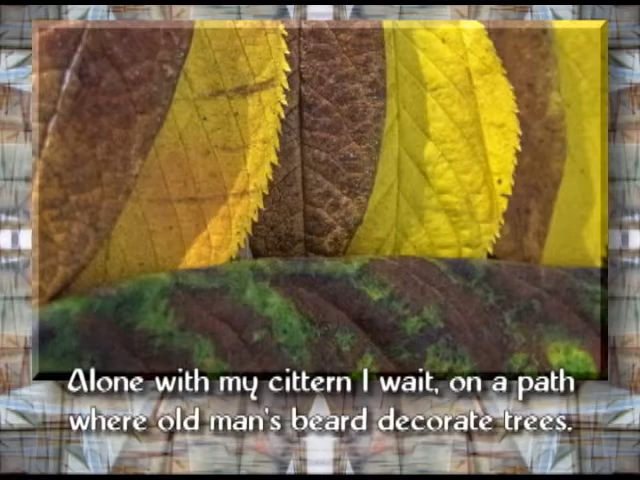 Alone with my cittern I wait, on a path
where old man's beard decorate trees.